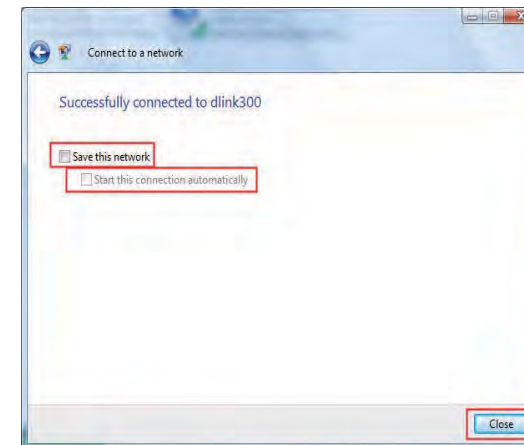 Connect to a network
Successfully connected to dlink300
Save this network
Start this connection automatically
Close